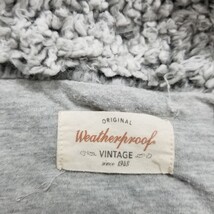 ORIGINAL
Weatherproof
VINTAGE
SINCE 1948